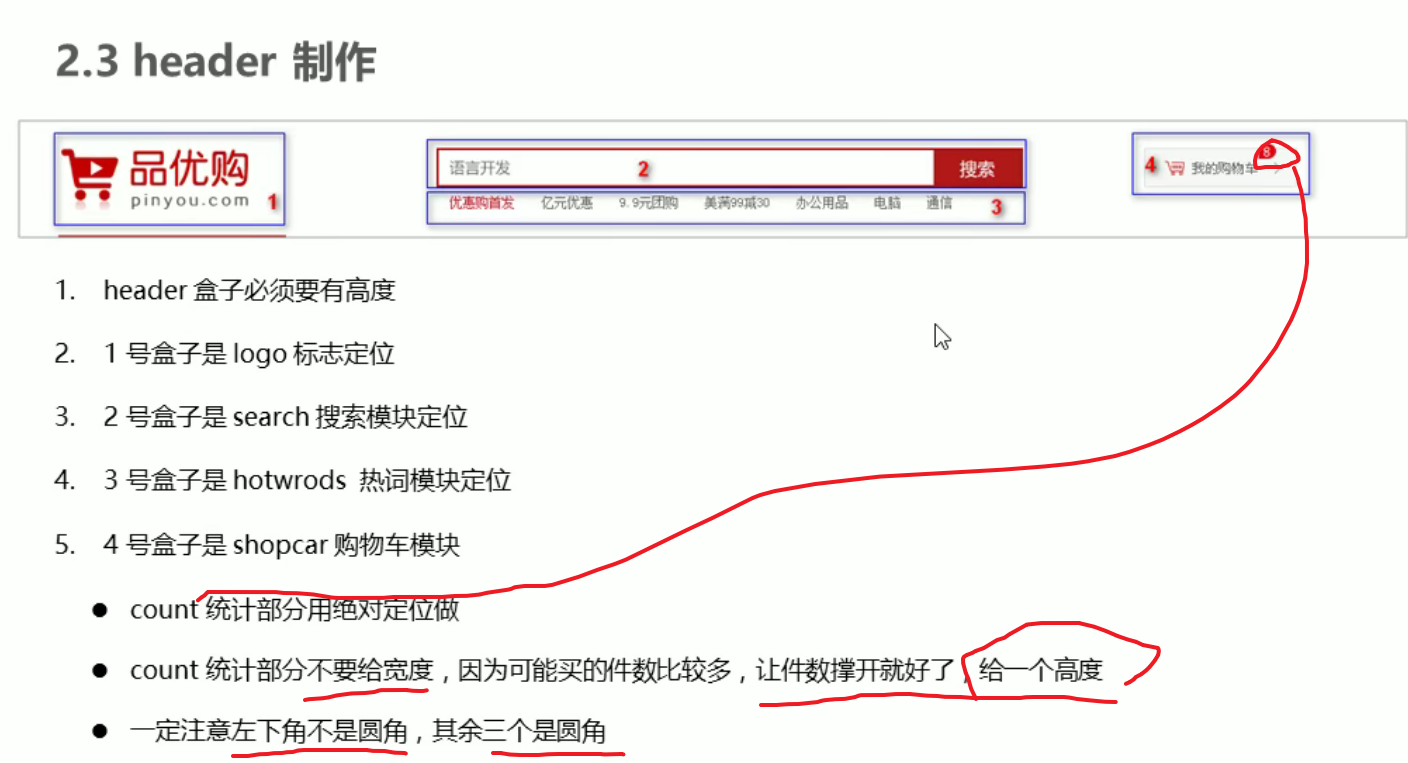 2.3 header 制作
品优购
pinyou.com
1
语言开发
2
搜索
优惠购首发 亿元优惠 9.9元团购 美满99减30 办公用品 电脑 通信
3
4
我的购物车
8
1. header 盒子必须要有高度
2. 1 号盒子是 logo 标志定位
3. 2 号盒子是 search 搜索模块定位
4. 3 号盒子是 hotwrods 热词模块定位
5. 4 号盒子是 shopcar 购物车模块
● count 统计部分用绝对定位做
● count 统计部分不要给宽度，因为可能买的件数比较多，让件数撑开就好了，给一个高度
● 一定注意左下角不是圆角，其余三个是圆角